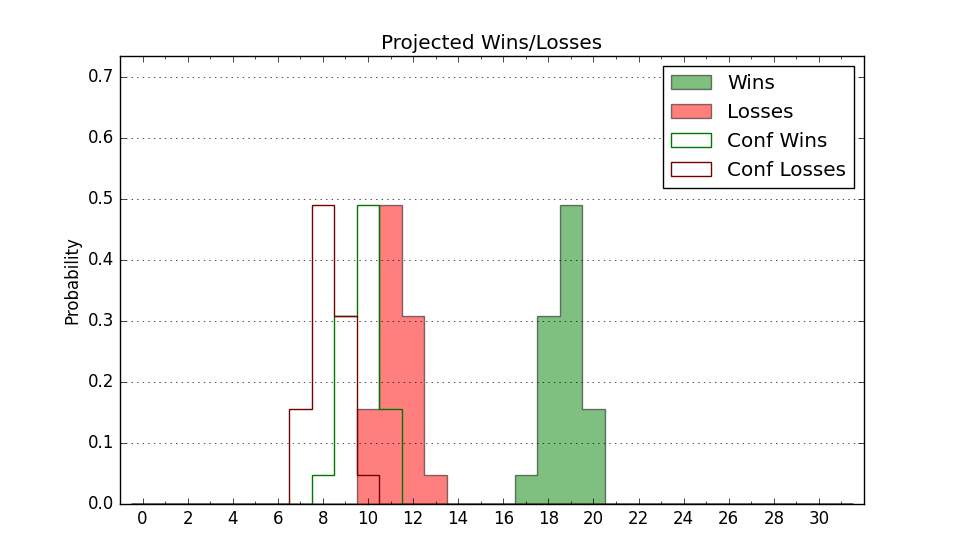 Projected Wins/Losses
Wins
Losses
Conf Wins
Conf Losses
Probability
0.7
0.6
0.5
0.4
0.3
0.2
0.1
0.0
0 2 4 6 8 10 12 14 16 18 20 22 24 26 28 30